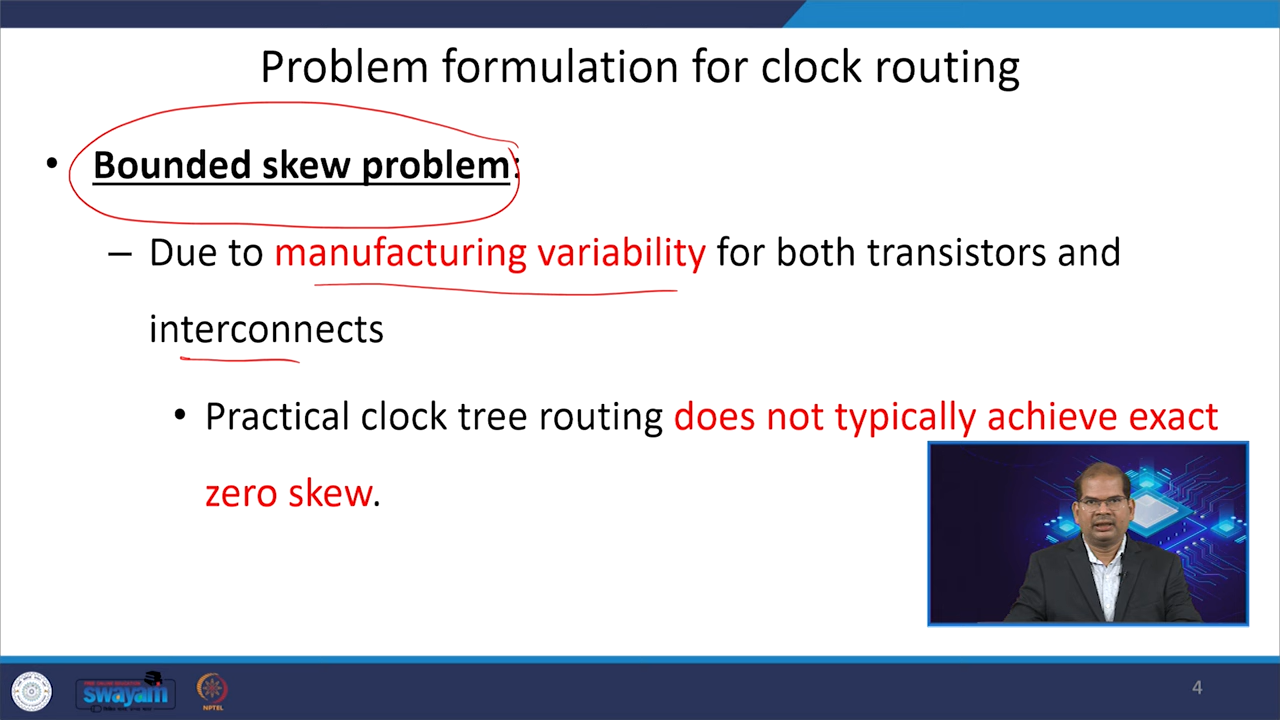 Problem formulation for clock routing
• Bounded skew problem:
– Due to manufacturing variability for both transistors and
interconnects
• Practical clock tree routing does not typically achieve exact
zero skew.
swayam
NPTEL
4